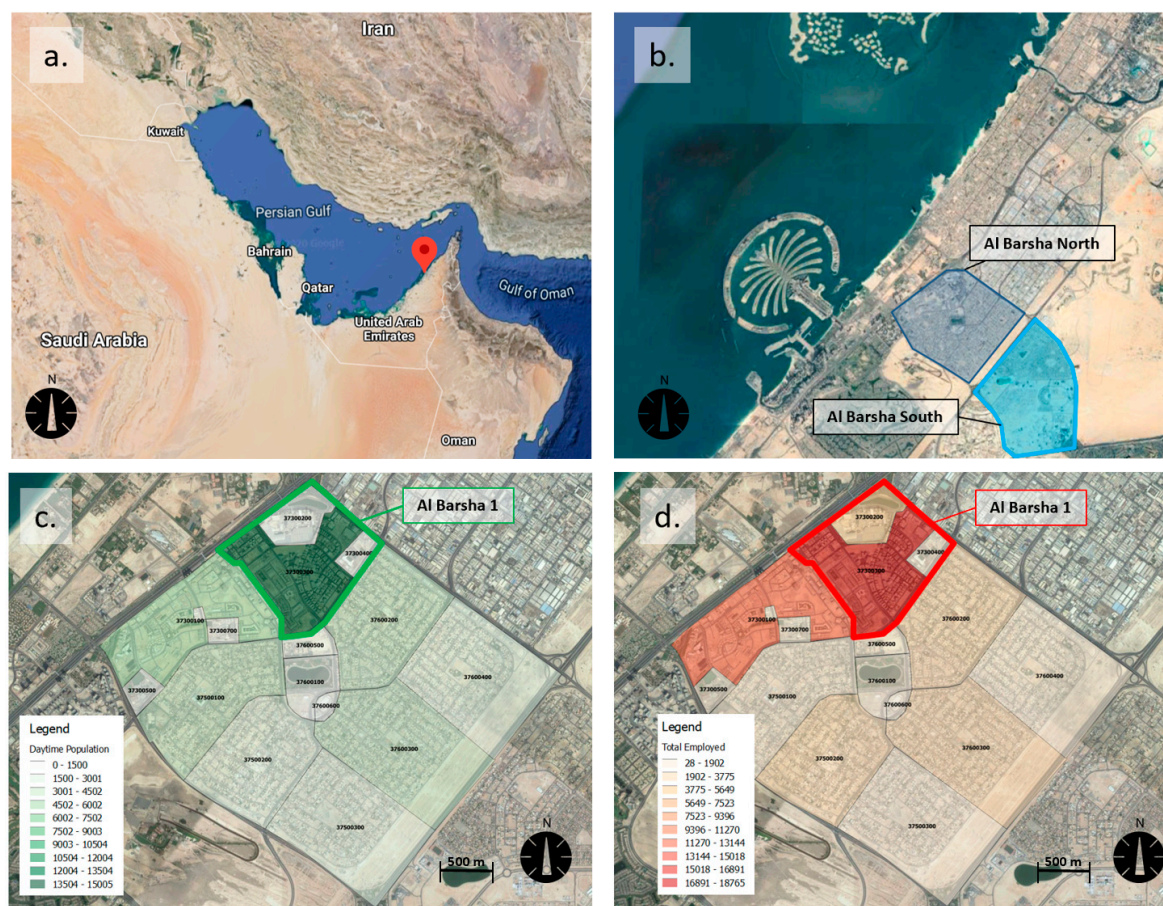 a.
Iran
Kuwait
Persian Gulf
Bahrain
Qatar
Gulf of Oman
United Arab
Emirates
Saudi Arabia
N
Oman
b.
Al Barsha North
Al Barsha South
N
c.
Al Barsha 1
37300200
37300400
37300300
37300100
37300700
37600200
37600500
37600400
37300500
37500100
37600100
37600600
37500200
37600300
37500300
Legend
Daytime Population
0 - 1500
1500 - 3001
3001 - 4502
4502 - 6002
6002 - 7502
7502 - 9003
9003 - 10504
10504 - 12004
12004 - 13504
13504 - 15005
500 m
N
d.
Al Barsha 1
37300200
37300400
37300300
37300100
37300700
37600200
37600500
37600400
37300500
37500100
37600100
37600600
37500200
37600300
37500300
Legend
Total Employed
28 - 1902
1902 - 3775
3775 - 5649
5649 - 7523
7523 - 9396
9396 - 11270
11270 - 13144
13144 - 15018
15018 - 16891
16891 - 18765
500 m
N